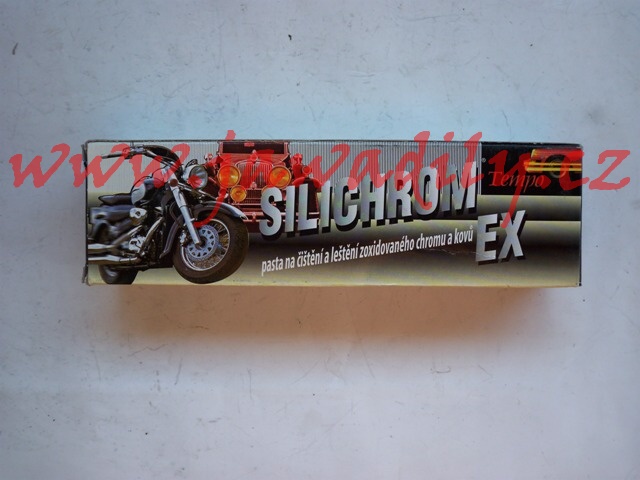 www.jawadily.cz
Tempo
SILICHROM
EX
pasta na čištění a leštění zoxidovaného chromu a kovů